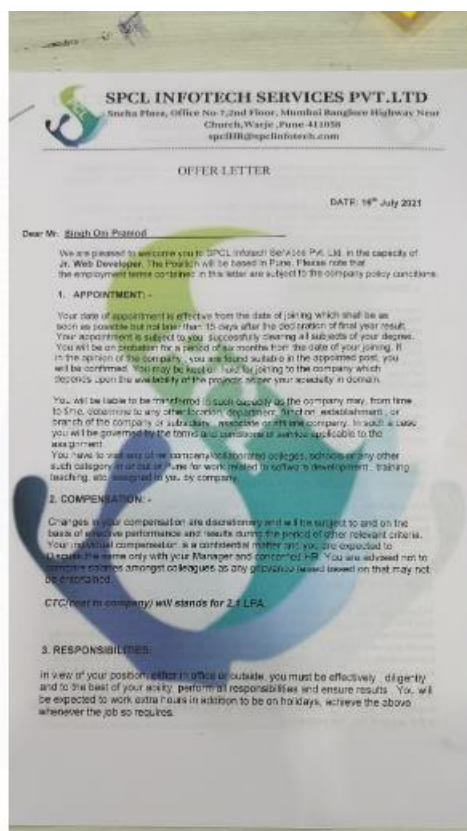 SPCL
SPCL INFOTECH SERVICES PVT.LTD
Sneha Plaza, Office No-7,2nd Floor, Mumbai Banglore Highway Near
Church,Warje ,Pune-411058
spclHR@spclinfotech.com
OFFER LETTER
DATE: 16th July 2021
Dear Mr. Singh Om Pramod
We are pleased to welcome you to SPCL Infotech Services Pvt. Ltd. in the capacity of
Jr. Web Developer. The Position will be based in Pune. Please note that
the employment terms contained in this letter are subject to the company policy conditions.
1. APPOINTMENT: -
Your date of appointment is effective from the date of joining which shall be as
soon as possible but not later than 15 days after the declaration of final year result.
Your appointment is subject to you successfully clearing all subjects of your degree.
You will be on probation for a period of six months from the date of your joining. If
in the opinion of the company , you are found suitable in the appointed post, you
will be confirmed. You may be kept on hold for joining to the company which
depends upon the availability of the projects as per your specialty in domain.
You will be liable to be transferred in such capacity as the company may, from time
to time, determine to any other location, department, function, establishment, or
branch of the company or subsidiary, associate or affiliate company. In such a case
you will be governed by the terms and conditions of service applicable to the
assignment.
You have to visit any other company/collaborated colleges, schools or any other
such category in or out of Pune for work related to software development , training
teaching, etc. assigned to you by company.
2. COMPENSATION: -
Changes in your compensation are discretionary and will be subject to and on the
basis of effective performance and results during the period of other relevant criteria.
Your individual compensation is a confidential matter and you are expected to
Discuss the same only with your Manager and concerned HR. You are advised not to
compare salaries amongst colleagues as any grievance raised based on that may not
be entertained.
CTC(cost to company) will stands for 2.1 LPA.
3. RESPONSIBILITIES:
In view of your position either in office or outside, you must be effectively , diligently
and to the best of your ability, perform all responsibilities and ensure results . You will
be expected to work extra hours in addition to be on holidays, achieve the above
whenever the job so requires.